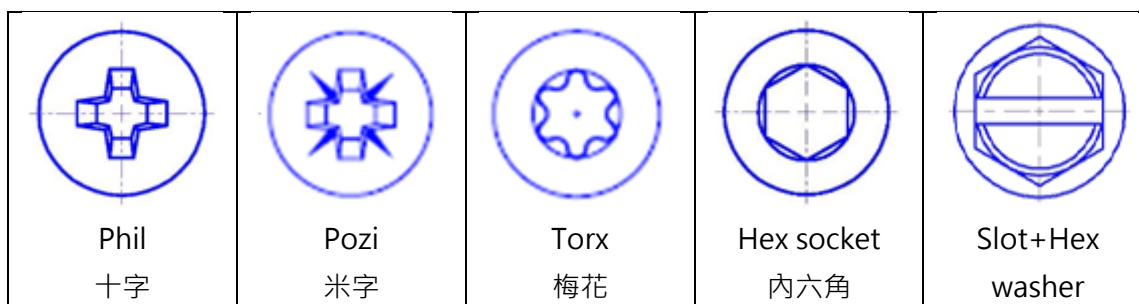 Phil
十字
Pozi
米字
Torx
梅花
Hex socket
內六角
Slot+Hex
washer